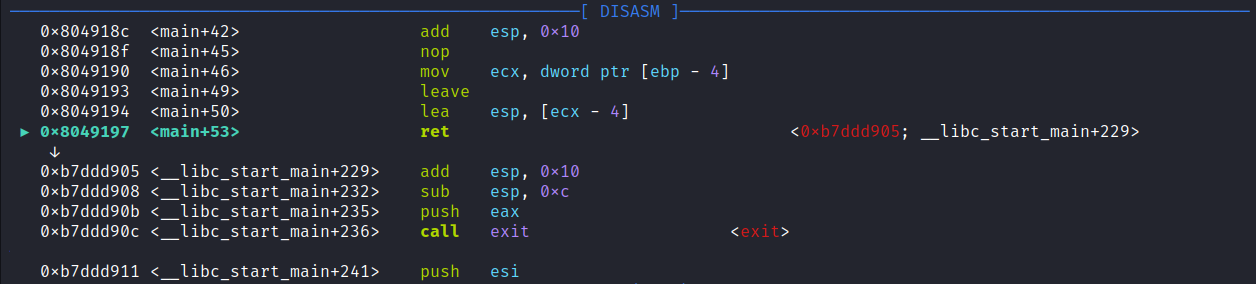 [ DISASM ]
0×804918c <main+42> add esp, 0×10
0×804918f <main+45> nop
0×8049190 <main+46> mov ecx, dword ptr [ebp - 4]
0×8049193 <main+49> leave
0×8049194 <main+50> lea esp, [ecx - 4]
► 0×8049197 <main+53> ret <0×b7ddd905; __libc_start_main+229>
↓
0×b7ddd905 <__libc_start_main+229> add esp, 0×10
0×b7ddd908 <__libc_start_main+232> sub esp, 0×c
0×b7ddd90b <__libc_start_main+235> push eax
0×b7ddd90c <__libc_start_main+236> call exit <exit>
0×b7ddd911 <__libc_start_main+241> push esi